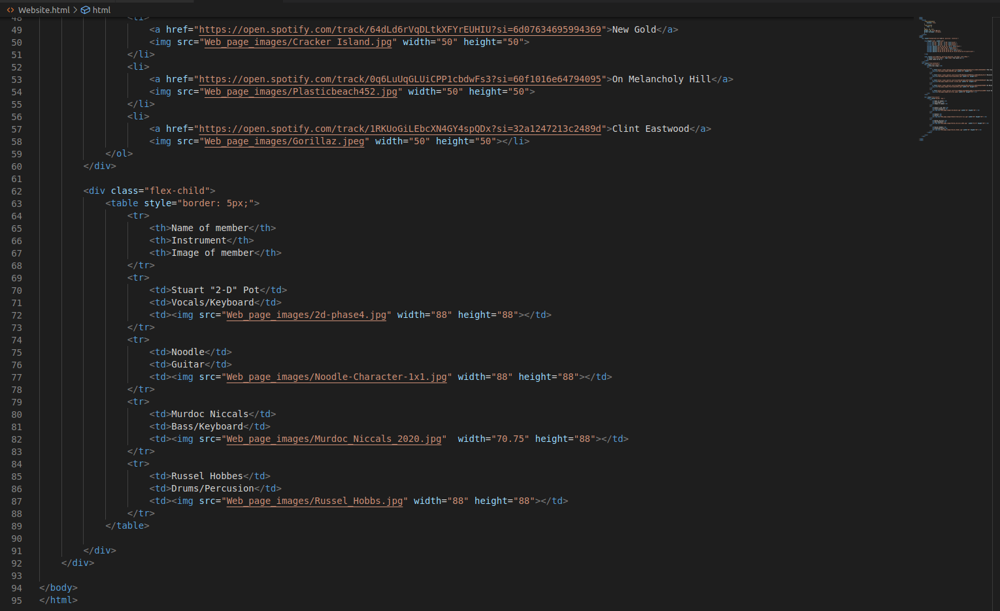 <> Website.html > html
48 <li>
49 <a href="https://open.spotify.com/track/64dLd6rVqDLtkXFYrEUHIU?si=6d07634695994369">New Gold</a>
50 <img src="Web_page_images/Cracker Island.jpg" width="50" height="50">
51 </li>
52 <li>
53 <a href="https://open.spotify.com/track/0q6LuUqGLUiCPP1cbdwFs3?si=60f1016e64794095">On Melancholy Hill</a>
54 <img src="Web_page_images/Plasticbeach452.jpg" width="50" height="50">
55 </li>
56 <li>
57 <a href="https://open.spotify.com/track/1RKUoGiLEbcXN4GY4spQDx?si=32a1247213c2489d">Clint Eastwood</a>
58 <img src="Web_page_images/Gorillaz.jpeg" width="50" height="50"></li>
59 </ol>
60 </div>
61
62 <div class="flex-child">
63 <table style="border: 5px;">
64 <tr>
65 <th>Name of member</th>
66 <th>Instrument</th>
67 <th>Image of member</th>
68 </tr>
69 <tr>
70 <td>Stuart "2-D" Pot</td>
71 <td>Vocals/Keyboard</td>
72 <td><img src="Web_page_images/2d-phase4.jpg" width="88" height="88"></td>
73 </tr>
74 <tr>
75 <td>Noodle</td>
76 <td>Guitar</td>
77 <td><img src="Web_page_images/Noodle-Character-1x1.jpg" width="88" height="88"></td>
78 </tr>
79 <tr>
80 <td>Murdoc Niccals</td>
81 <td>Bass/Keyboard</td>
82 <td><img src="Web_page_images/Murdoc_Niccals_2020.jpg"  width="70.75" height="88"></td>
83 </tr>
84 <tr>
85 <td>Russel Hobbes</td>
86 <td>Drums/Percusion</td>
87 <td><img src="Web_page_images/Russel_Hobbs.jpg" width="88" height="88"></td>
88 </tr>
89 </table>
90
91 </div>
92 </div>
93
94 </body>
95 </html>